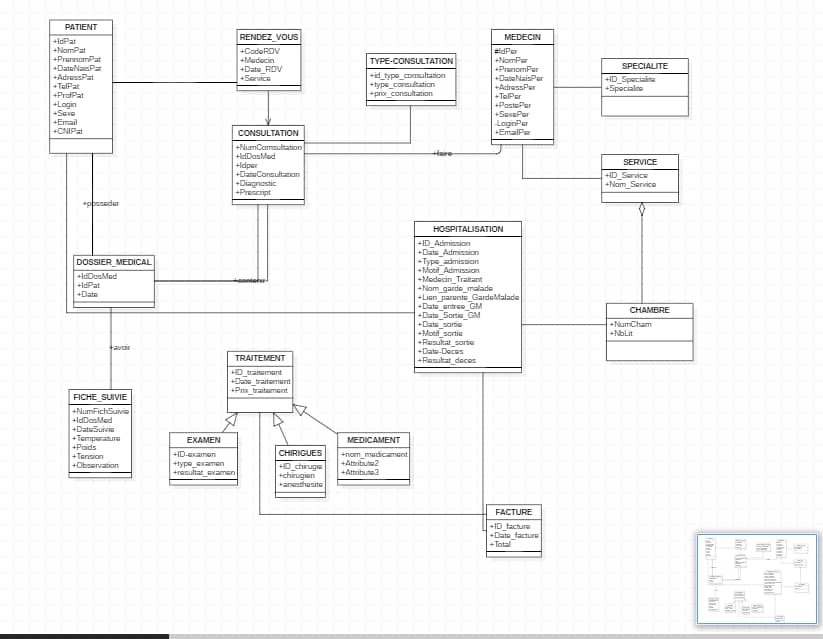 PATIENT
+IdPat
+NomPat
+PrennomPat
+DateNaisPat
+AdressPat
+TelPat
+ProfPat
+Login
+Sexe
+Email
+CNIPat
RENDEZ_VOUS
+CodeRDV
+Medecin
+Date_RDV
+Service
TYPE-CONSULTATION
+id_type_consultation
+type_consultation
+prix_consultation
MEDECIN
#IdPer
+NomPer
+PrenomPer
+DateNaisPer
+AdressPer
+TelPer
+PostePer
+SexePer
-LoginPer
+EmailPer
SPECIALITE
+ID_Specialite
+Specialite
CONSULTATION
+NumConsultation
+IdDosMed
+Idper
+DateConsultation
+Diagnostic
+Prescript
+faire
SERVICE
+ID_Service
+Nom_Service
+posseder
HOSPITALISATION
+ID_Admission
+Date_Admission
+Type_admission
+Motif_Admission
+Medecin_Traitant
+Nom_garde_malade
+Lien_parente_GardeMalade
+Date_entree_GM
+Date_Sortie_GM
+Date_sortie
+Motif_sortie
+Resultat_sortie
+Date-Deces
+Resultat_deces
DOSSIER_MEDICAL
+IdDosMed
+IdPat
+Date
+contenu
CHAMBRE
+NumCham
+NbLit
+avoir
TRAITEMENT
+ID_traitement
+Date_traitement
+Prix_traitement
FICHE_SUIVIE
+NumFichSuivie
+IdDosMed
+DateSuivie
+Temperature
+Poids
+Tension
+Observation
EXAMEN
+ID-examen
+type_examen
+resultat_examen
CHIRIGUES
+ID_chirugie
+chirugien
+anesthesite
MEDICAMENT
+nom_medicament
+Attribute2
+Attribute3
FACTURE
+ID_facture
+Date_facture
+Total